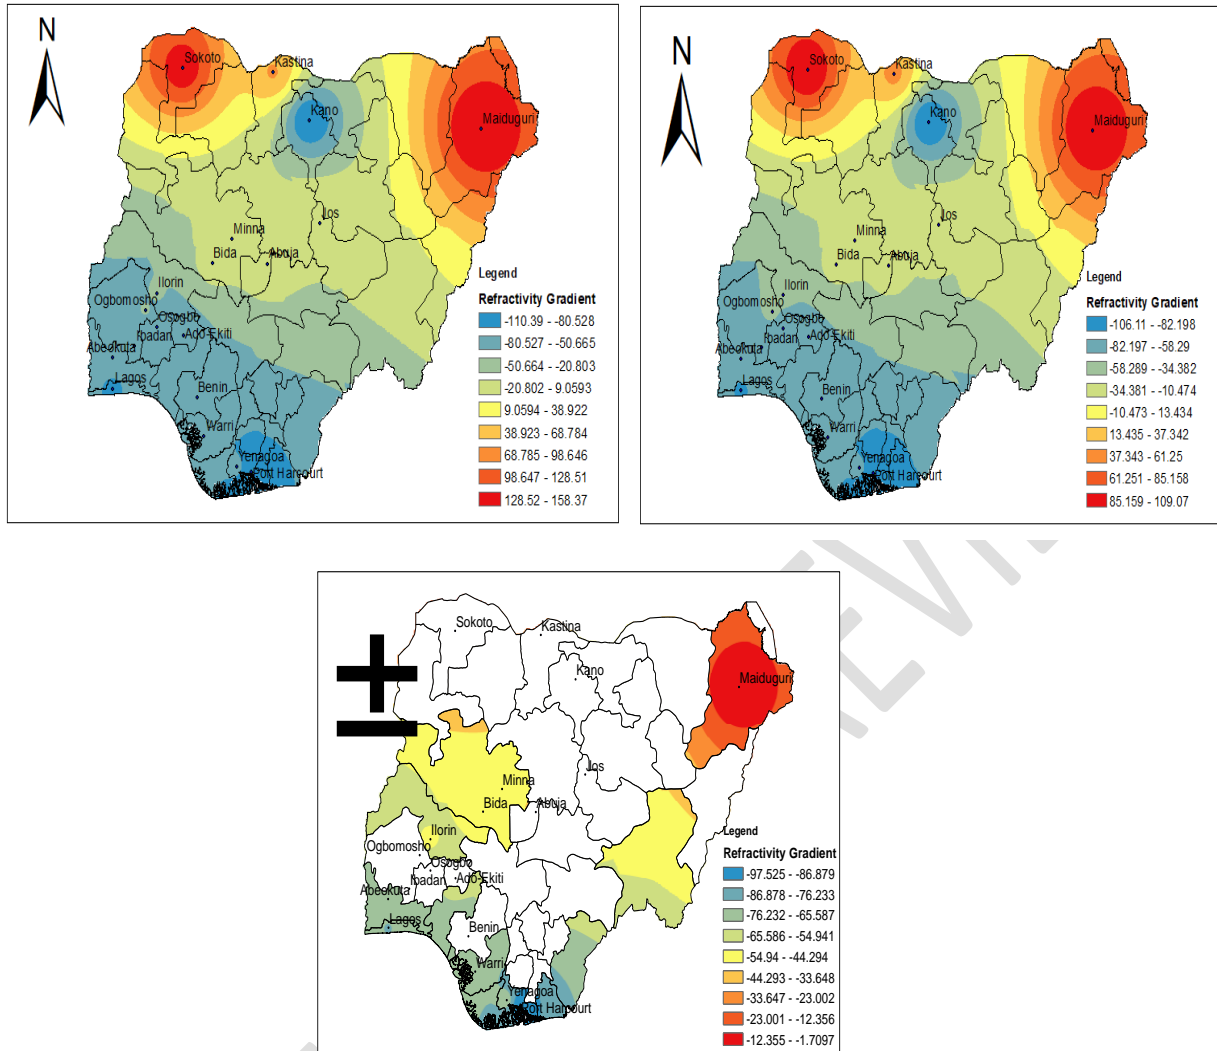 N
Sokoto
Kastina
Kano
Maiduguri
Jos
Minna
Bida
Abuja
Ilorin
Ogbomosho
Osogbo
Ibadan
Ado-Ekiti
Abeokuta
Lagos
Benin
Warri
Yenagoa
Port Harcourt
Legend
Refractivity Gradient
-110.39 - -80.528
-80.527 - -50.665
-50.664 - -20.803
-20.802 - 9.0593
9.0594 - 38.922
38.923 - 68.784
68.785 - 98.646
98.647 - 128.51
128.52 - 158.37
N
Sokoto
Kastina
Kano
Maiduguri
Jos
Minna
Bida
Abuja
Ilorin
Ogbomosho
Osogbo
Ibadan
Ado-Ekiti
Abeokuta
Lagos
Benin
Warri
Yenagoa
Port Harcourt
Legend
Refractivity Gradient
-106.11 - -82.198
-82.197 - -58.29
-58.289 - -34.382
-34.381 - -10.474
-10.473 - 13.434
13.435 - 37.342
37.343 - 61.25
61.251 - 85.158
85.159 - 109.07
Sokoto
Kastina
Kano
Maiduguri
Jos
Minna
Bida
Abuja
Ilorin
Ogbomosho
Osogbo
Ibadan
Ado-Ekiti
Abeokuta
Lagos
Benin
Warri
Yenagoa
Port Harcourt
Legend
Refractivity Gradient
-97.525 - -86.879
-86.878 - -76.233
-76.232 - -65.587
-65.586 - -54.941
-54.94 - -44.294
-44.293 - -33.648
-33.647 - -23.002
-23.001 - -12.356
-12.355 - -1.7097